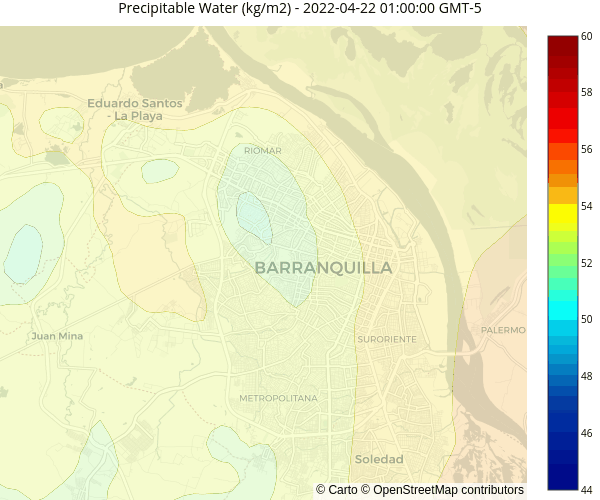 Precipitable Water (kg/m2) - 2022-04-22 01:00:00 GMT-5
60
58
56
54
52
50
48
46
44
Eduardo Santos
- La Playa
RIOMAR
BARRANQUILLA
PALERMO
Juan Mina
SURORIENTE
METROPOLITANA
Soledad
© Carto © OpenStreetMap contributors